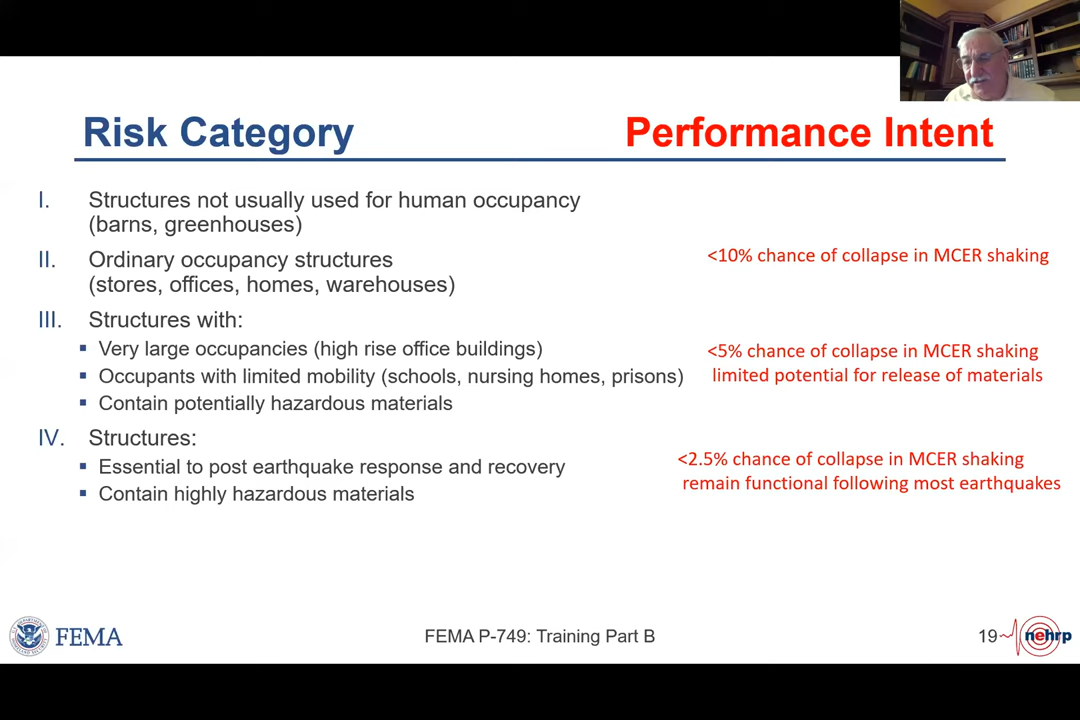 Risk Category
Performance Intent
I. Structures not usually used for human occupancy
(barns, greenhouses)
II. Ordinary occupancy structures
(stores, offices, homes, warehouses)
<10% chance of collapse in MCER shaking
III. Structures with:
▪ Very large occupancies (high rise office buildings)
▪ Occupants with limited mobility (schools, nursing homes, prisons)
▪ Contain potentially hazardous materials
<5% chance of collapse in MCER shaking
limited potential for release of materials
IV. Structures:
▪ Essential to post earthquake response and recovery
▪ Contain highly hazardous materials
<2.5% chance of collapse in MCER shaking
remain functional following most earthquakes
FEMA
FEMA P-749: Training Part B
19
nehrp